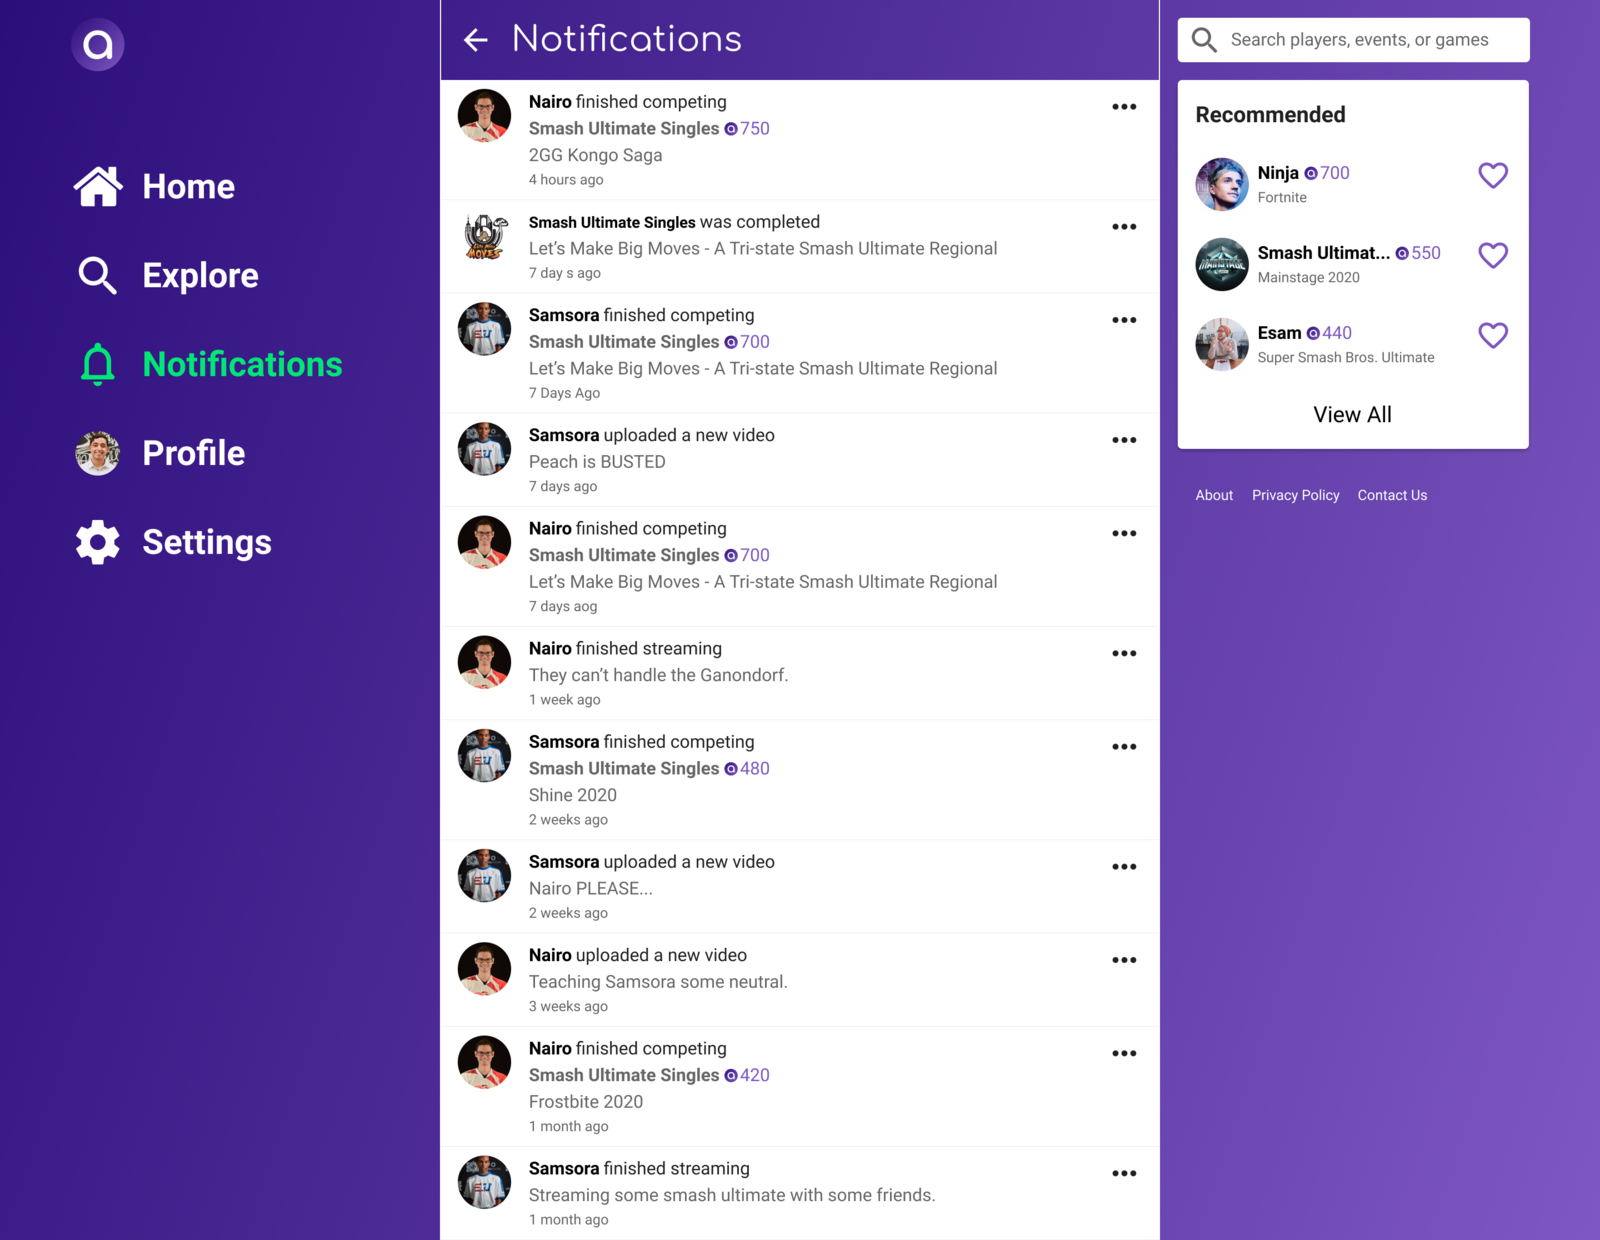 a
Home
Explore
Notifications
Profile
Settings
Notifications
Nairo finished competing
Smash Ultimate Singles a 750
2GG Kongo Saga
4 hours ago
Smash Ultimate Singles was completed
Let’s Make Big Moves - A Tri-state Smash Ultimate Regional
7 day s ago
Samsora finished competing
Smash Ultimate Singles a 700
Let’s Make Big Moves - A Tri-state Smash Ultimate Regional
7 Days Ago
Samsora uploaded a new video
Peach is BUSTED
7 days ago
Nairo finished competing
Smash Ultimate Singles a 700
Let’s Make Big Moves - A Tri-state Smash Ultimate Regional
7 days aog
Nairo finished streaming
They can’t handle the Ganondorf.
1 week ago
Samsora finished competing
Smash Ultimate Singles a 480
Shine 2020
2 weeks ago
Samsora uploaded a new video
Nairo PLEASE...
2 weeks ago
Nairo uploaded a new video
Teaching Samsora some neutral.
3 weeks ago
Nairo finished competing
Smash Ultimate Singles a 420
Frostbite 2020
1 month ago
Samsora finished streaming
Streaming some smash ultimate with some friends.
1 month ago
Search players, events, or games
Recommended
Ninja a 700
Fortnite
MAINSTAGE
Smash Ultimat... a 550
Mainstage 2020
Esam a 440
Super Smash Bros. Ultimate
View All
About Privacy Policy Contact Us